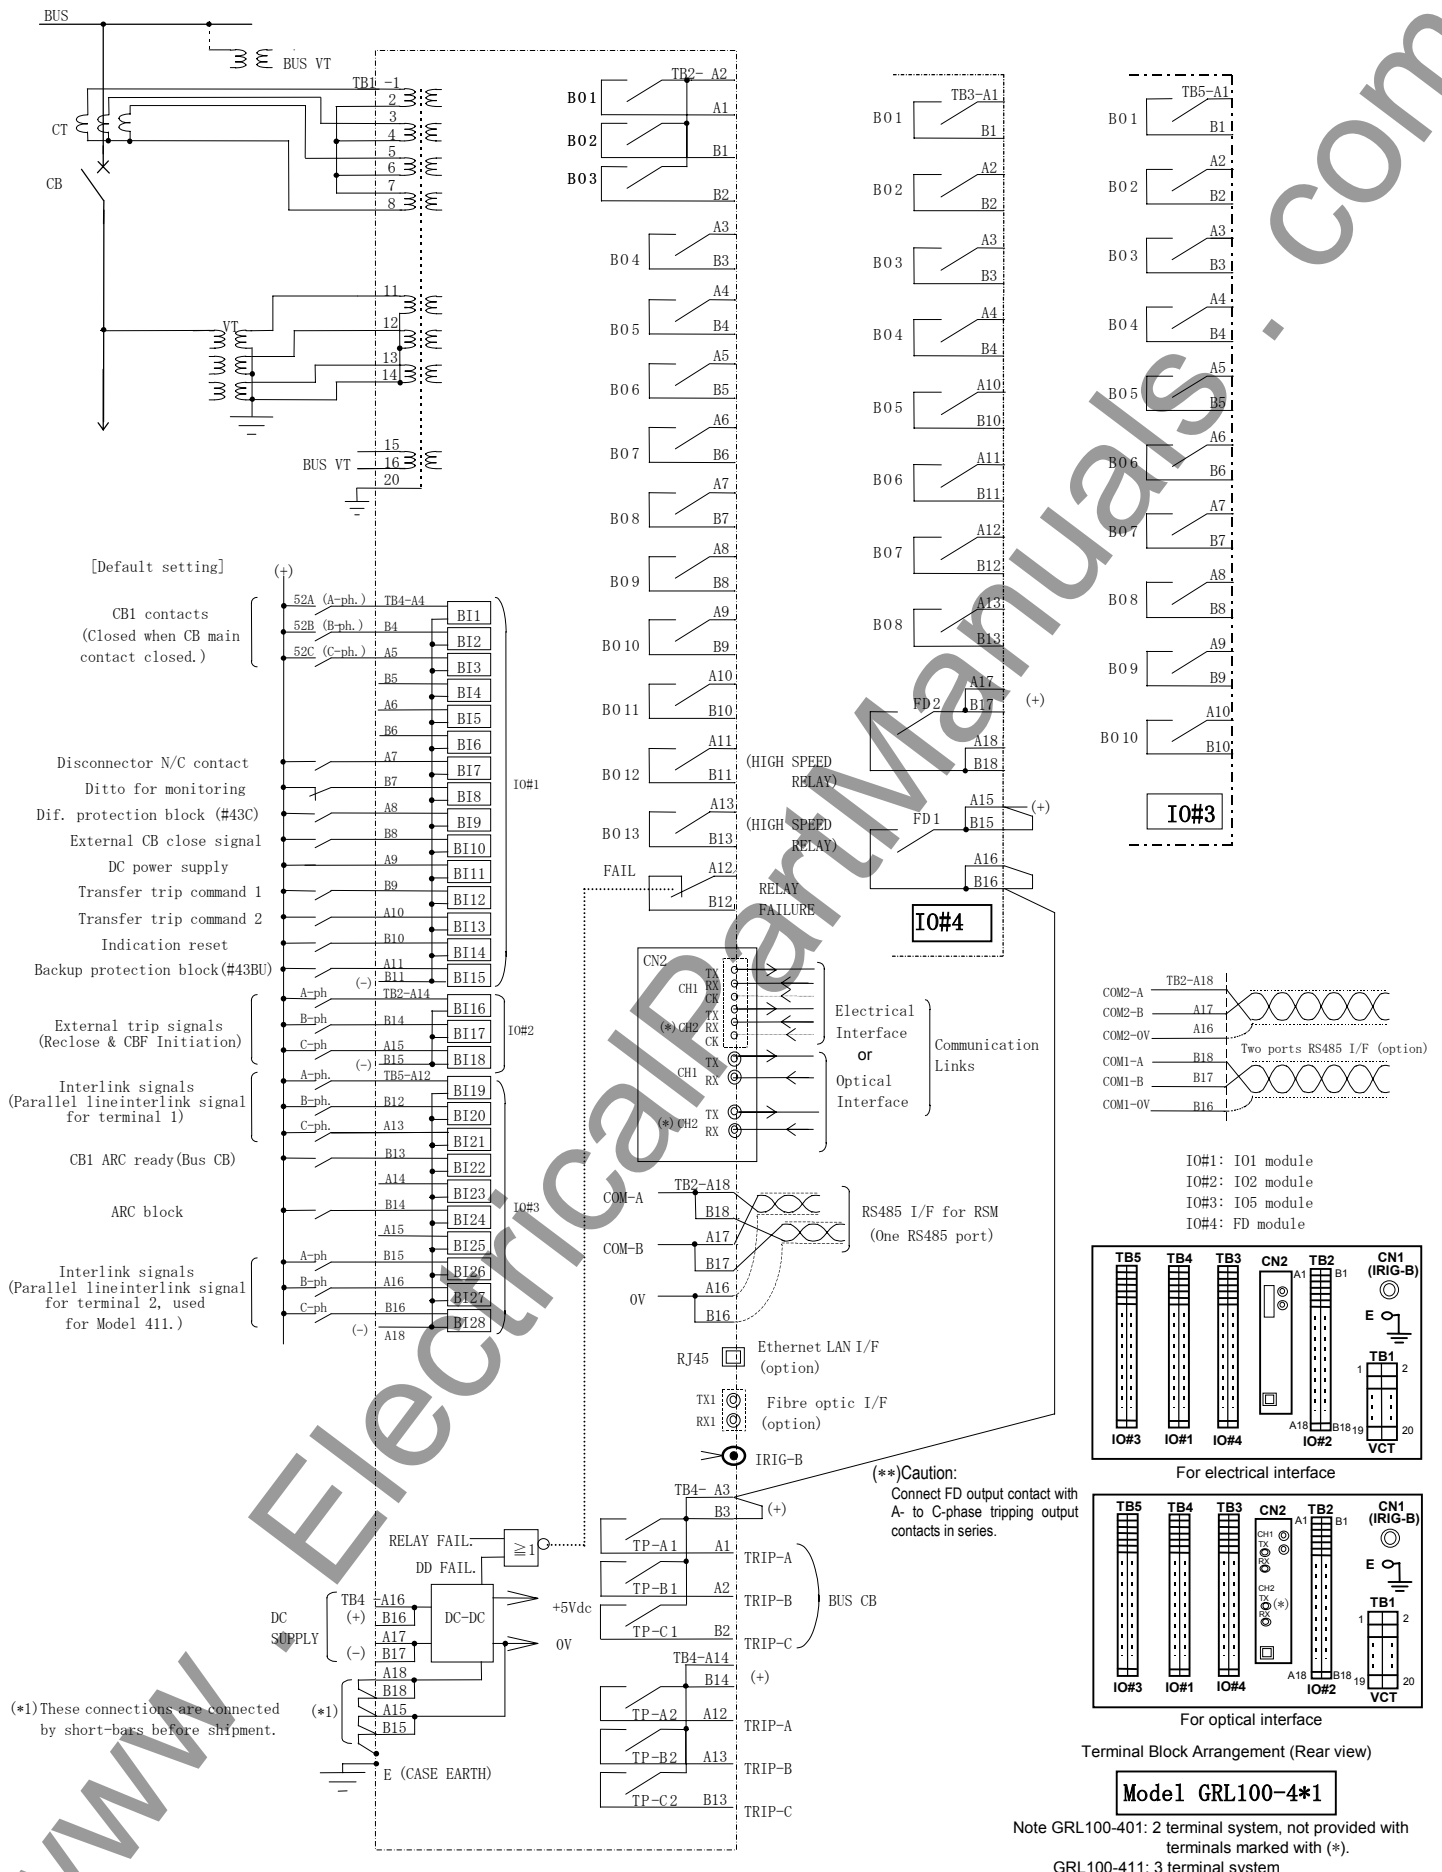 BUS
BUS VT
CT
CB
VT
BUS VT
TB1 -1
2
3
4
5
6
7
8
11
12
13
14
15
16
20
[Default setting]
(+)
CB1 contacts
(Closed when CB main
contact closed.)
52A (A-ph.) TB4-A4 BI1
52B (B-ph.) B4 BI2
52C (C-ph.) A5 BI3
B5 BI4
A6 BI5
B6 BI6
Disconnector N/C contact A7 BI7
Ditto for monitoring B7 BI8
Dif. protection block (#43C) A8 BI9
External CB close signal B8 BI10
DC power supply A9 BI11
Transfer trip command 1 B9 BI12
Transfer trip command 2 A10 BI13
Indication reset B10 BI14
Backup protection block(#43BU) A11 BI15
(-) B11
IO#1
External trip signals
(Reclose & CBF Initiation)
A-ph TB2-A14 BI16
B-ph B14 BI17
C-ph A15 BI18
(-) B15
IO#2
Interlink signals
(Parallel lineinterlink signal
for terminal 1)
A-ph. TB5-A12 BI19
B-ph. B12 BI20
C-ph. A13 BI21
CB1 ARC ready(Bus CB) B13 BI22
A14 BI23
ARC block B14 BI24
A15 BI25
IO#3
Interlink signals
(Parallel lineinterlink signal
for terminal 2, used
for Model 411.)
A-ph B15 BI26
B-ph A16 BI27
C-ph B16 BI28
(-) A18
RELAY FAIL.
DD FAIL.
≧1
DC
SUPPLY
TB4 -A16
(+) B16
A17
(-) B17
DC-DC
+5Vdc
0V
A18
B18
A15
B15
(*1)
(*1)These connections are connected
by short-bars before shipment.
E (CASE EARTH)
BO1 TB2- A2
A1
BO2 B1
BO3 B2
BO4 A3
B3
BO5 A4
B4
BO6 A5
B5
BO7 A6
B6
BO8 A7
B7
BO9 A8
B8
BO10 A9
B9
BO11 A10
B10
BO12 A11
B11
(HIGH SPEED
RELAY)
BO13 A13
B13
(HIGH SPEED
RELAY)
FAIL A12
B12
RELAY
FAILURE
CN2
CH1
TX
RX
CK
(*)CH2
TX
RX
CK
CH1
TX
RX
(*)CH2
TX
RX
Electrical
Interface
or
Optical
Interface
Communication
Links
COM-A TB2-A18
B18
COM-B A17
B17
0V A16
B16
RS485 I/F for RSM
(One RS485 port)
RJ45
Ethernet LAN I/F
(option)
TX1
RX1
Fibre optic I/F
(option)
IRIG-B
TB4- A3
B3
(+)
TP-A1 A1 TRIP-A
TP-B1 A2 TRIP-B
TP-C1 B2 TRIP-C
BUS CB
TB4-A14
B14
(+)
TP-A2 A12 TRIP-A
TP-B2 A13 TRIP-B
TP-C2 B13 TRIP-C
BO1 TB3-A1
B1
BO2 A2
B2
BO3 A3
B3
BO4 A4
B4
BO5 A10
B10
BO6 A11
B11
BO7 A12
B12
BO8 A13
B13
FD2 A17
B17
(+)
A18
B18
FD1 A15
B15
(+)
A16
B16
IO#4
(**)Caution:
Connect FD output contact with
A- to C-phase tripping output
contacts in series.
BO1 TB5-A1
B1
BO2 A2
B2
BO3 A3
B3
BO4 A4
B4
BO5 A5
B5
BO6 A6
B6
BO7 A7
B7
BO8 A8
B8
BO9 A9
B9
BO10 A10
B10
IO#3
COM2-A TB2-A18
COM2-B A17
COM2-0V A16
Two ports RS485 I/F (option)
COM1-A B18
COM1-B B17
COM1-0V B16
IO#1: IO1 module
IO#2: IO2 module
IO#3: IO5 module
IO#4: FD module
TB5 TB4 TB3 CN2 TB2 CN1
(IRIG-B)
A1 B1
E
TB1
1 2
A18 B18 19 20
IO#3 IO#1 IO#4 IO#2 VCT
For electrical interface
TB5 TB4 TB3 CN2 TB2 CN1
(IRIG-B)
A1 B1
CH1
TX
RX
CH2
TX (*)
RX
E
TB1
1 2
A18 B18 19 20
IO#3 IO#1 IO#4 IO#2 VCT
For optical interface
Terminal Block Arrangement (Rear view)
Model GRL100-4*1
Note GRL100-401: 2 terminal system, not provided with
terminals marked with (*).
GRL100-411: 3 terminal system
www . ElectricalPartManuals . com